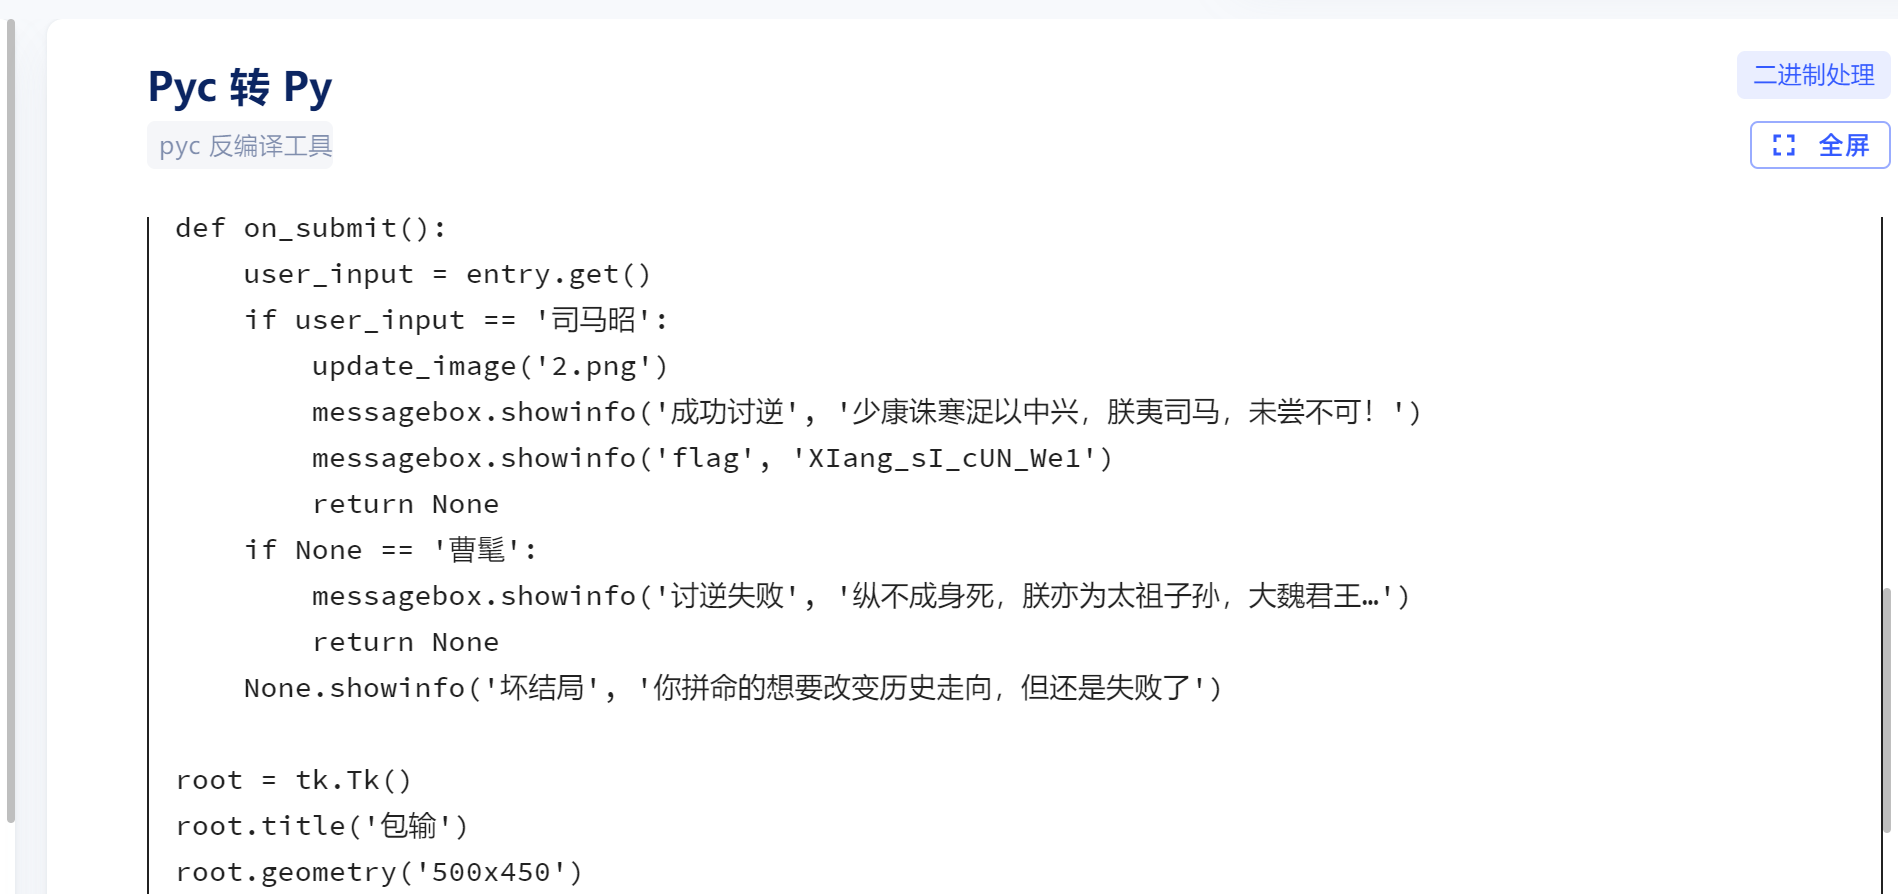 Pyc 转 Py
二进制处理
pyc 反编译工具
全屏
def on_submit():
    user_input = entry.get()
    if user_input == '司马昭':
        update_image('2.png')
        messagebox.showinfo('成功讨逆', '少康诛寒浞以中兴，朕夷司马，未尝不可！')
        messagebox.showinfo('flag', 'XIang_sI_cUN_We1')
        return None
    if None == '曹髦':
        messagebox.showinfo('讨逆失败', '纵不成身死，朕亦为太祖子孙，大魏君王…')
        return None
    None.showinfo('坏结局', '你拼命的想要改变历史走向，但还是失败了')
root = tk.Tk()
root.title('包输')
root.geometry('500x450')